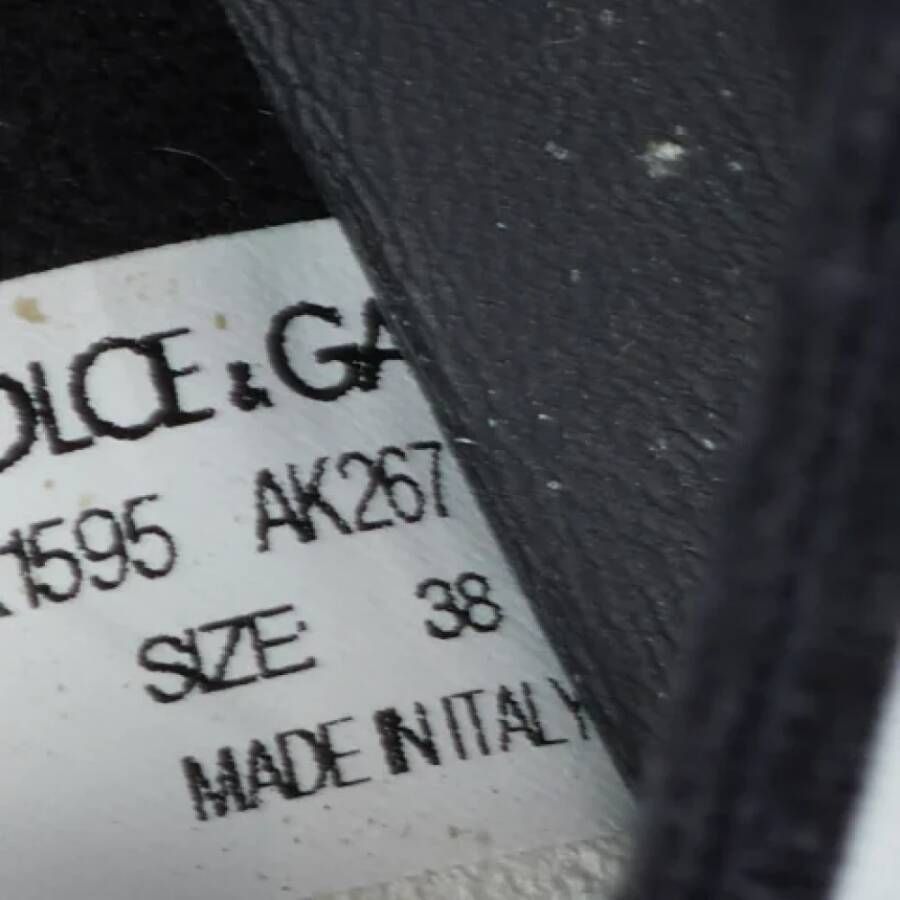 OLCE & GA
1595 AK267
SIZE: 38
MADE IN ITALY